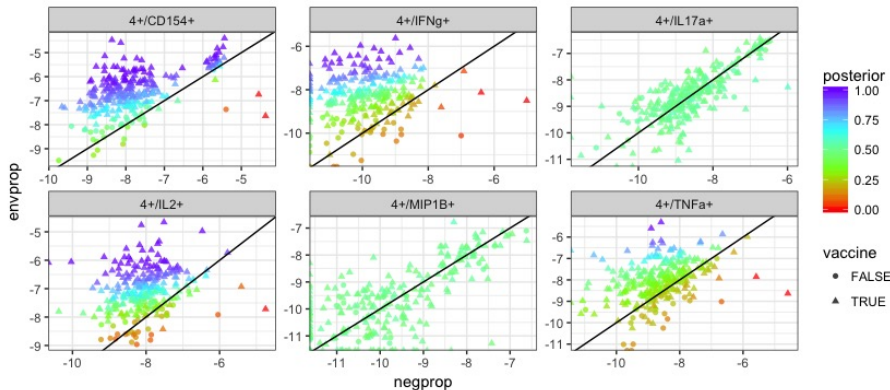 4+/CD154+ 4+/IFNg+ 4+/IL17a+
-5
-6
-7
-8
-9
-10 -9 -8 -7 -6 -5
-6
-8
-10
-10 -8 -6
-7
-8
-9
-10
-11
-10 -8 -6
4+/IL2+ 4+/MIP1B+ 4+/TNFa+
-5
-6
-7
-8
-9
-10 -8 -6
-7
-8
-9
-10
-11
-11 -10 -9 -8 -7
-6
-7
-8
-9
-10
-11
-10 -8 -6
envprop
negprop
posterior
1.00
0.75
0.50
0.25
0.00
vaccine
FALSE
TRUE